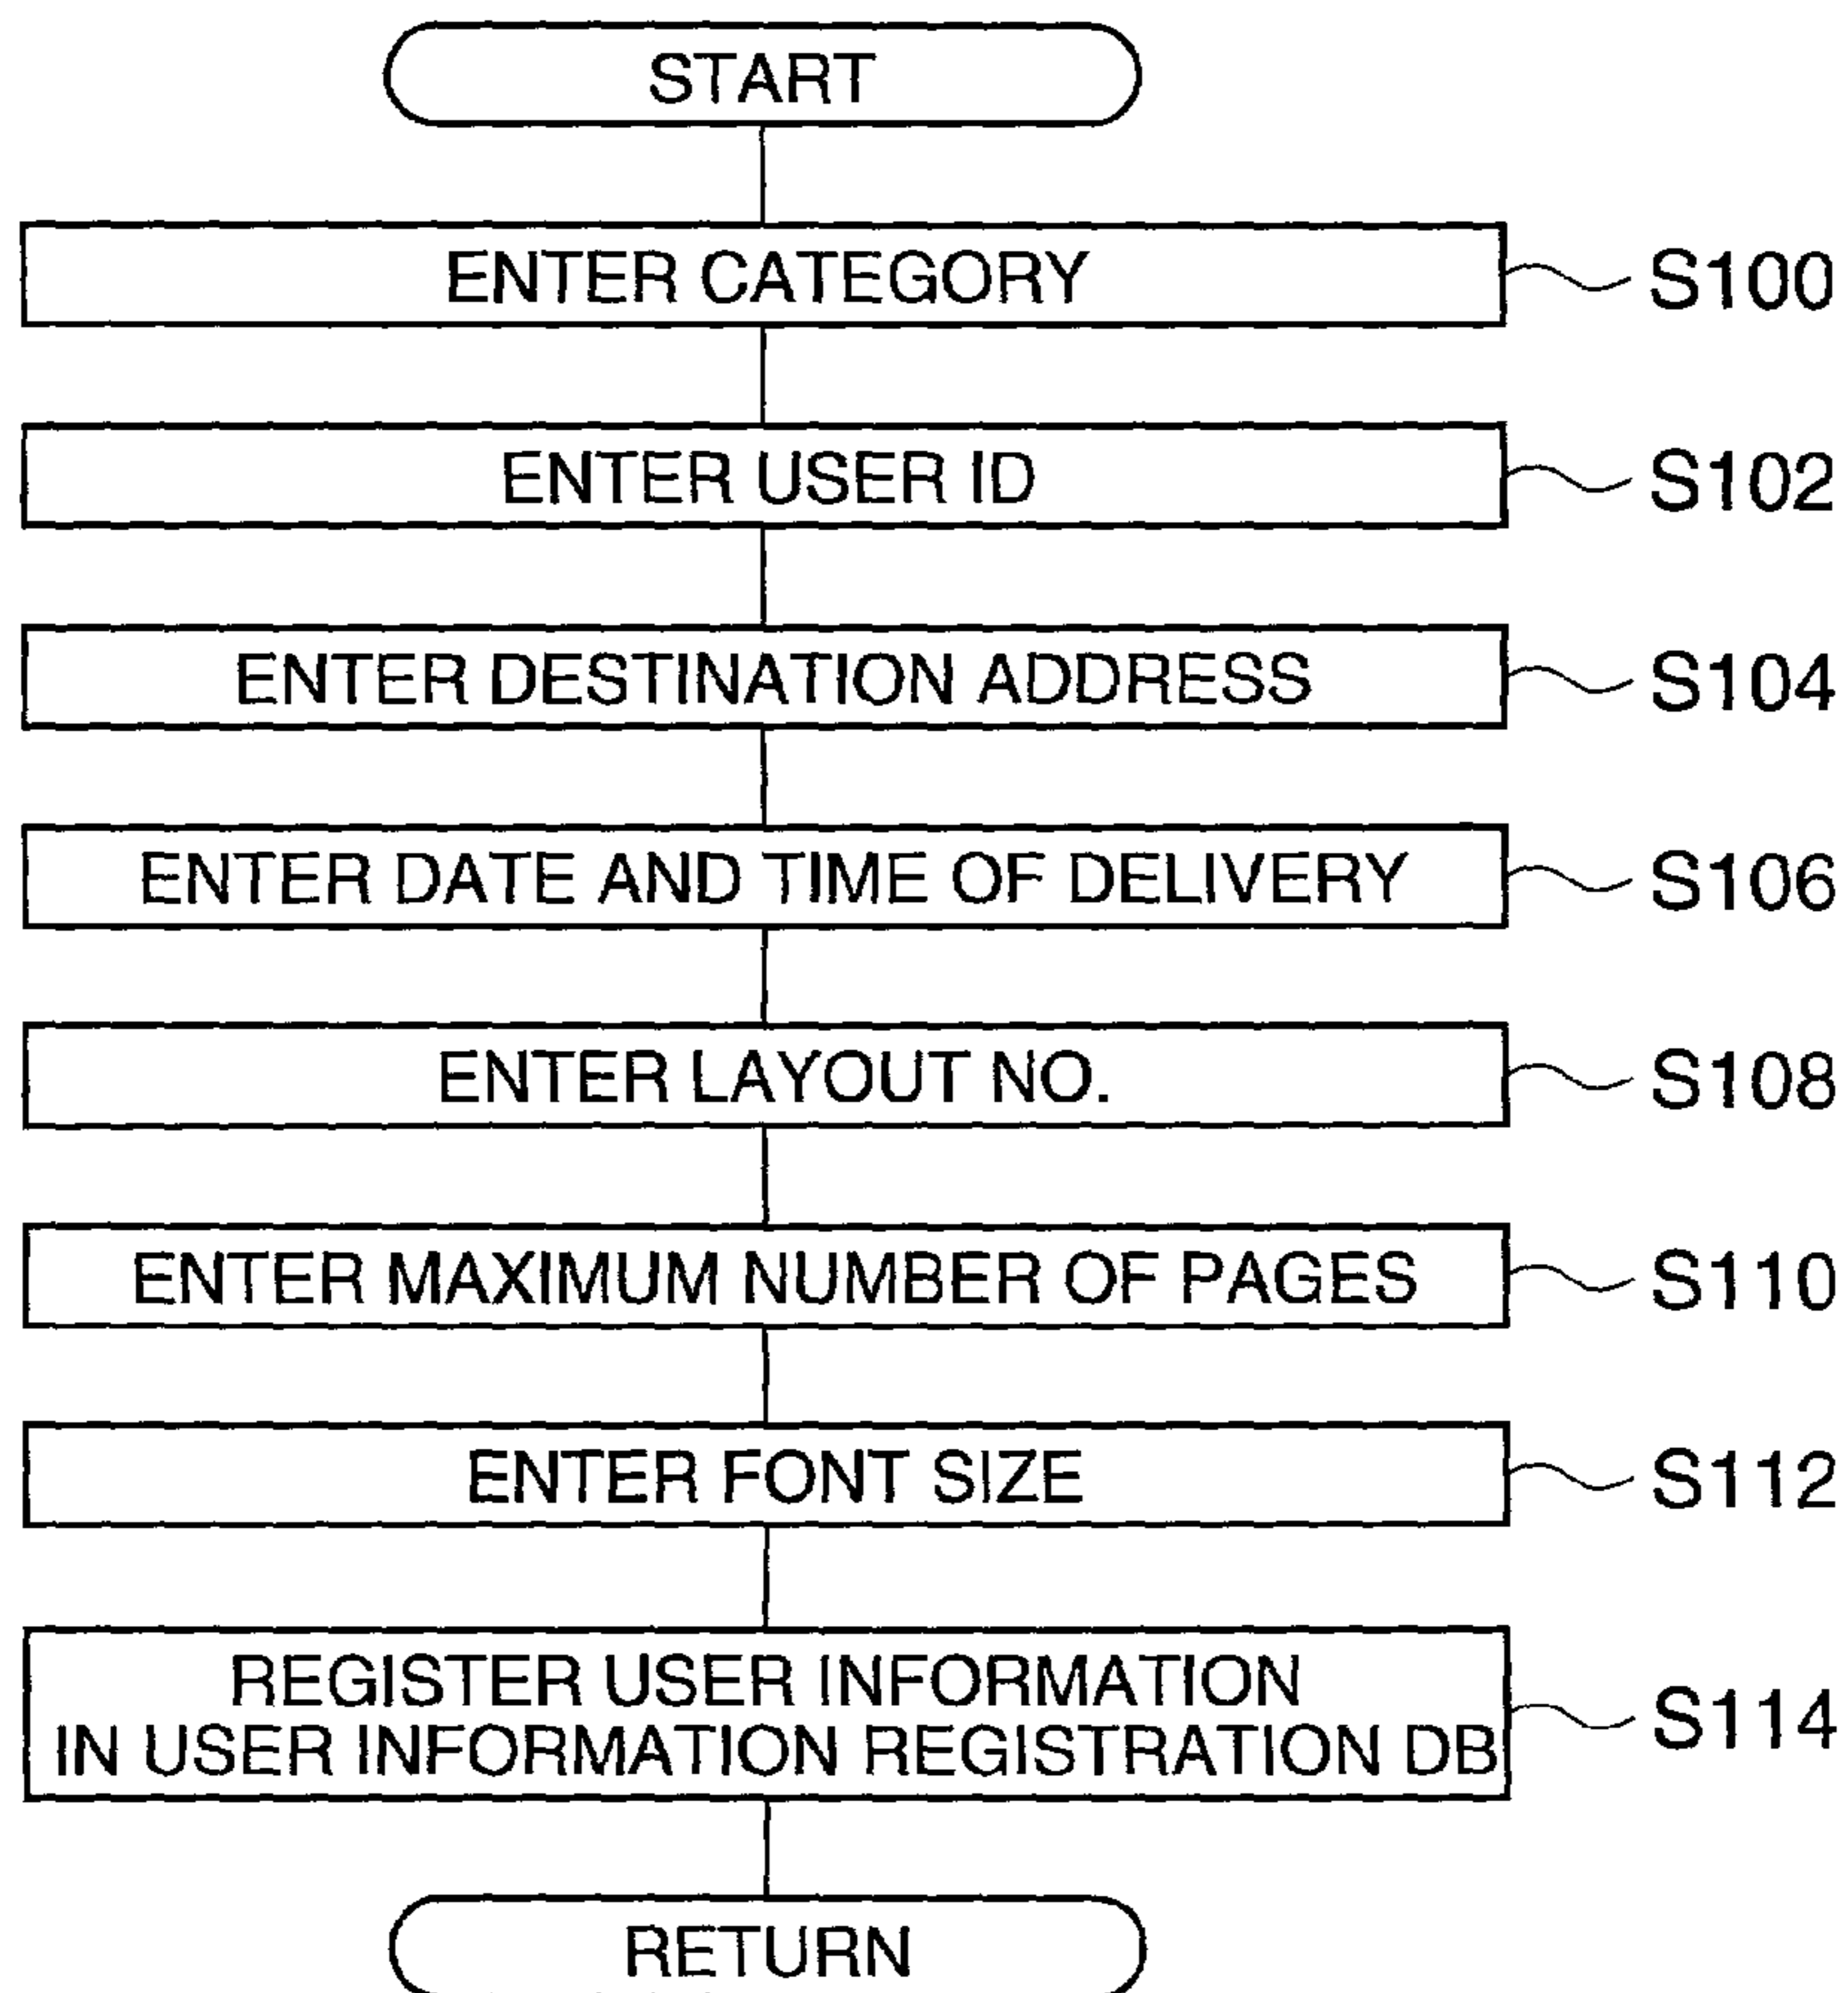 START
ENTER CATEGORY
S100
ENTER USER ID
S102
ENTER DESTINATION ADDRESS
S104
ENTER DATE AND TIME OF DELIVERY
S106
ENTER LAYOUT NO.
S108
ENTER MAXIMUM NUMBER OF PAGES
S110
ENTER FONT SIZE
S112
REGISTER USER INFORMATION
IN USER INFORMATION REGISTRATION DB
S114
RETURN